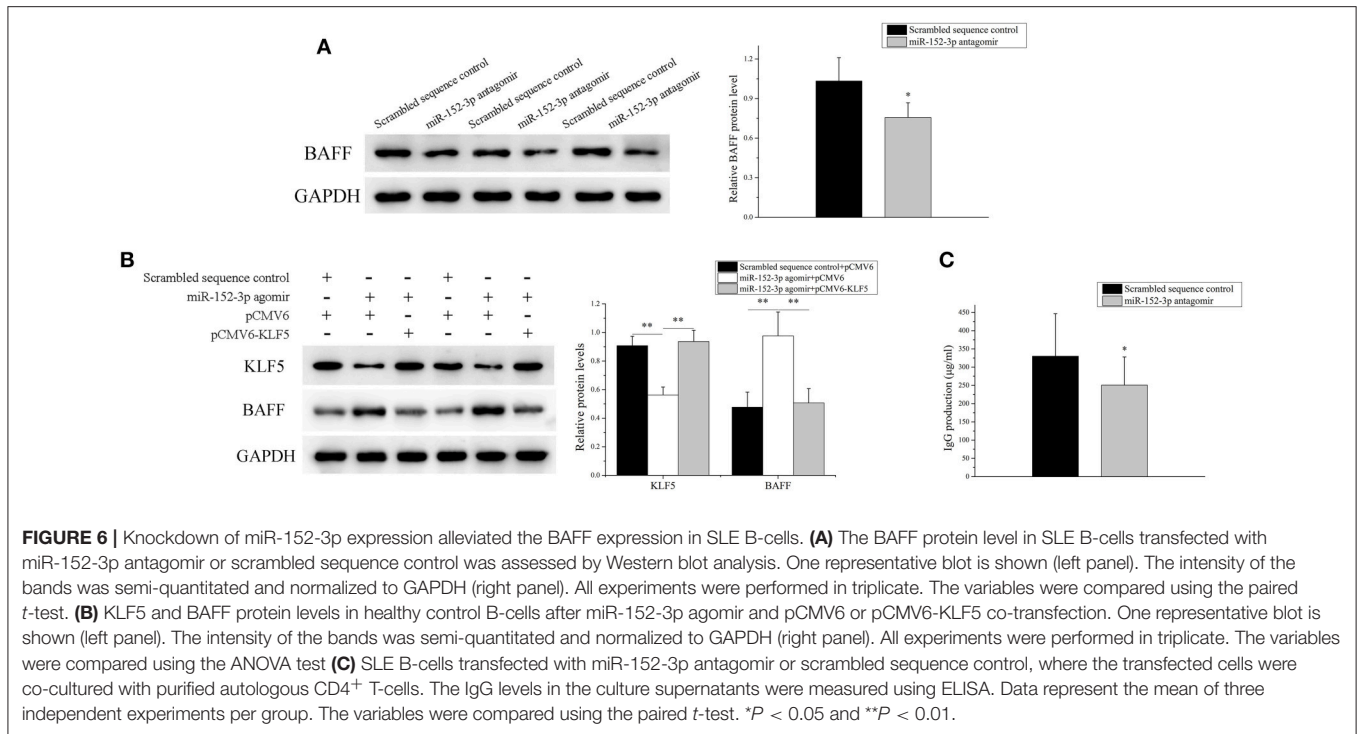 A
Scrambled sequence control
miR-152-3p antagomir
Scrambled sequence control
miR-152-3p antagomir
Scrambled sequence control
miR-152-3p antagomir
BAFF
GAPDH
Scrambled sequence control
miR-152-3p antagomir
Relative BAFF protein level
1.2
0.9
0.6
0.3
0.0
*
B
Scrambled sequence control + - - + - -
miR-152-3p agomir - + + - + +
pCMV6 + + - + + -
pCMV6-KLF5 - - + - - +
KLF5
BAFF
GAPDH
Scrambled sequence control+pCMV6
miR-152-3p agomir+pCMV6
miR-152-3p agomir+pCMV6-KLF5
Relative protein levels
1.4
1.2
1.0
0.8
0.6
0.4
0.2
0.0
** **
** **
KLF5 BAFF
C
Scrambled sequence control
miR-152-3p antagomir
IgG production (μg/ml)
450
400
350
300
250
200
150
100
50
0
*
FIGURE 6 | Knockdown of miR-152-3p expression alleviated the BAFF expression in SLE B-cells. (A) The BAFF protein level in SLE B-cells transfected with
miR-152-3p antagomir or scrambled sequence control was assessed by Western blot analysis. One representative blot is shown (left panel). The intensity of the
bands was semi-quantitated and normalized to GAPDH (right panel). All experiments were performed in triplicate. The variables were compared using the paired
t-test. (B) KLF5 and BAFF protein levels in healthy control B-cells after miR-152-3p agomir and pCMV6 or pCMV6-KLF5 co-transfection. One representative blot is
shown (left panel). The intensity of the bands was semi-quantitated and normalized to GAPDH (right panel). All experiments were performed in triplicate. The variables
were compared using the ANOVA test (C) SLE B-cells transfected with miR-152-3p antagomir or scrambled sequence control, where the transfected cells were
co-cultured with purified autologous CD4+ T-cells. The IgG levels in the culture supernatants were measured using ELISA. Data represent the mean of three
independent experiments per group. The variables were compared using the paired t-test. *P < 0.05 and **P < 0.01.